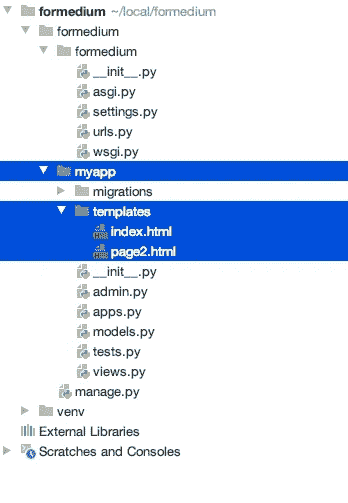 formedium ~/local/formedium
formedium
formedium
__init__.py
asgi.py
settings.py
urls.py
wsgi.py
myapp
migrations
templates
index.html
page2.html
__init__.py
admin.py
apps.py
models.py
tests.py
views.py
manage.py
venv
External Libraries
Scratches and Consoles